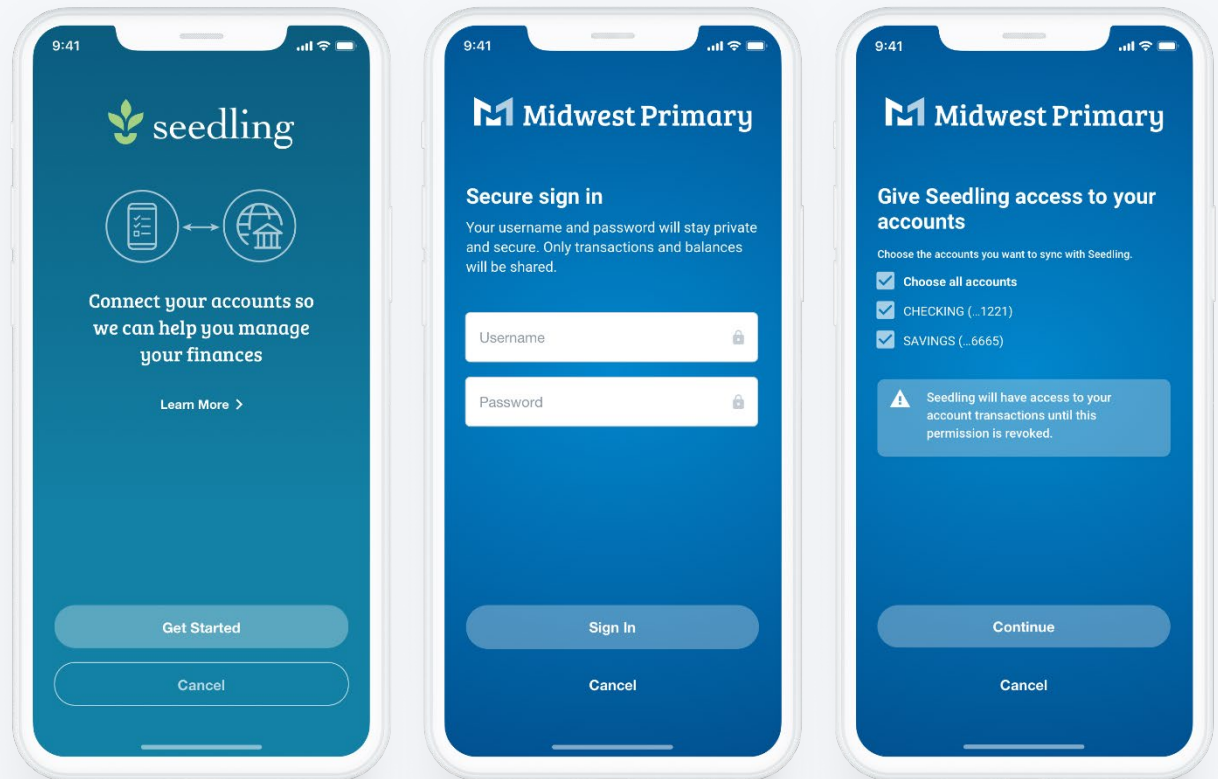 9:41
seedling
Connect your accounts so
we can help you manage
your finances
Learn More >
Get Started
Cancel
9:41
Midwest Primary
Secure sign in
Your username and password will stay private
and secure. Only transactions and balances
will be shared.
Username
Password
Sign In
Cancel
9:41
Midwest Primary
Give Seedling access to your
accounts
Choose the accounts you want to sync with Seedling.
Choose all accounts
CHECKING (...1221)
SAVINGS (...6665)
Seedling will have access to your
account transactions until this
permission is revoked.
Continue
Cancel